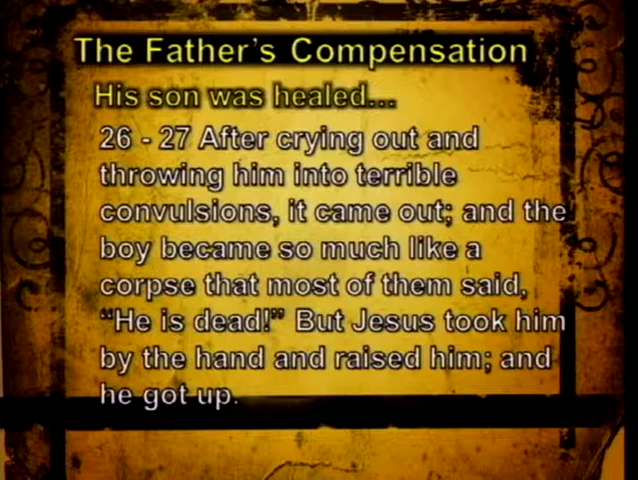 The Father's Compensation
His son was healed...
26 - 27 After crying out and
throwing him into terrible
convulsions, it came out; and the
boy became so much like a
corpse that most of them said,
“He is dead!” But Jesus took him
by the hand and raised him; and
he got up.